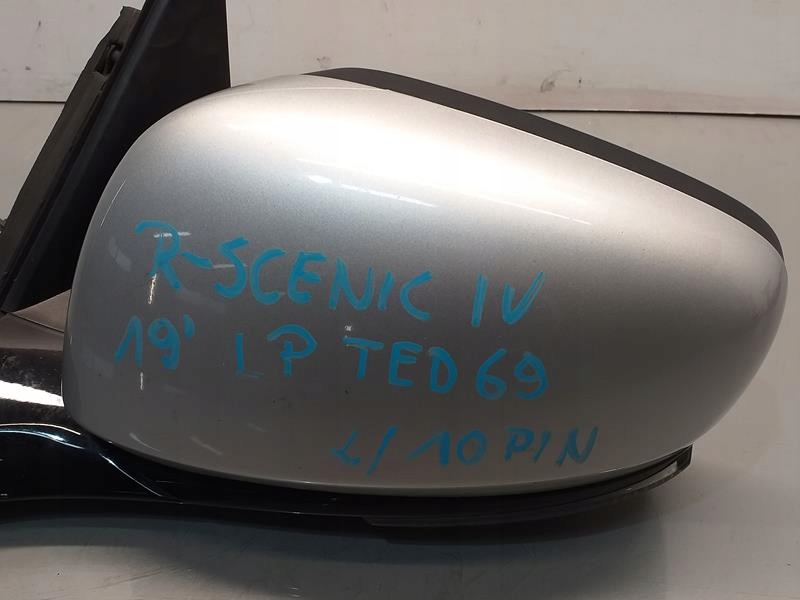 R-SCENIC IV
19' LP TED69
L/10PIN